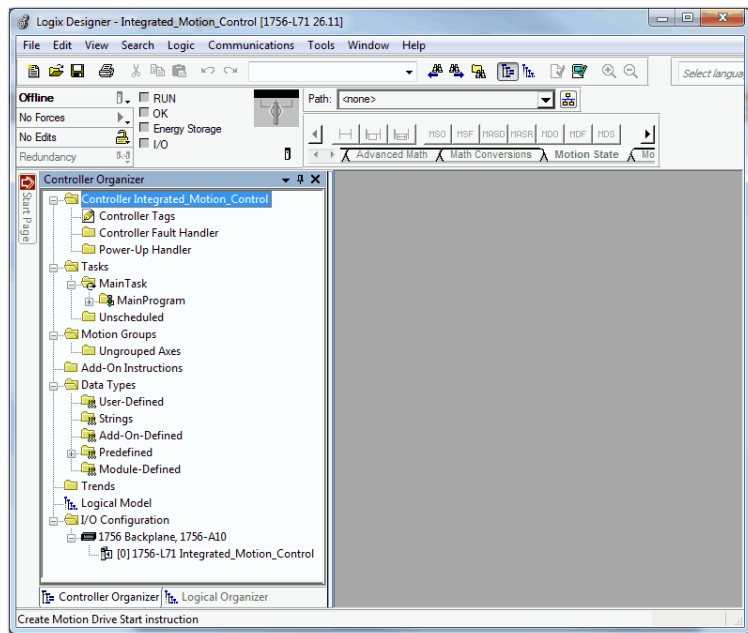 Logix Designer - Integrated_Motion_Control [1756-L71 26.11]
File Edit View Search Logic Communications Tools Window Help
Select langua
Offline
RUN
Path: <none>
No Forces
OK
Energy Storage
No Edits
I/O
MSO MSF MASD MASR MDO MDF MDS
Redundancy
Advanced Math Math Conversions Motion State Mo
Start Page
Controller Organizer
Controller Integrated_Motion_Control
Controller Tags
Controller Fault Handler
Power-Up Handler
Tasks
MainTask
MainProgram
Unscheduled
Motion Groups
Ungrouped Axes
Add-On Instructions
Data Types
User-Defined
Strings
Add-On-Defined
Predefined
Module-Defined
Trends
Logical Model
I/O Configuration
1756 Backplane, 1756-A10
[0] 1756-L71 Integrated_Motion_Control
Controller Organizer Logical Organizer
Create Motion Drive Start instruction